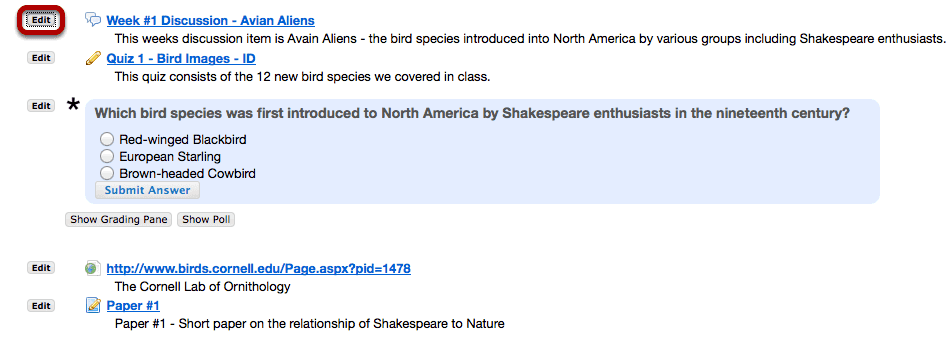 Edit Week #1 Discussion - Avian Aliens
This weeks discussion item is Avain Aliens - the bird species introduced into North America by various groups including Shakespeare enthusiasts.
Edit Quiz 1 - Bird Images - ID
This quiz consists of the 12 new bird species we covered in class.
Edit * Which bird species was first introduced to North America by Shakespeare enthusiasts in the nineteenth century?
Red-winged Blackbird
European Starling
Brown-headed Cowbird
Submit Answer
Show Grading Pane Show Poll
Edit http://www.birds.cornell.edu/Page.aspx?pid=1478
The Cornell Lab of Ornithology
Edit Paper #1
Paper #1 - Short paper on the relationship of Shakespeare to Nature